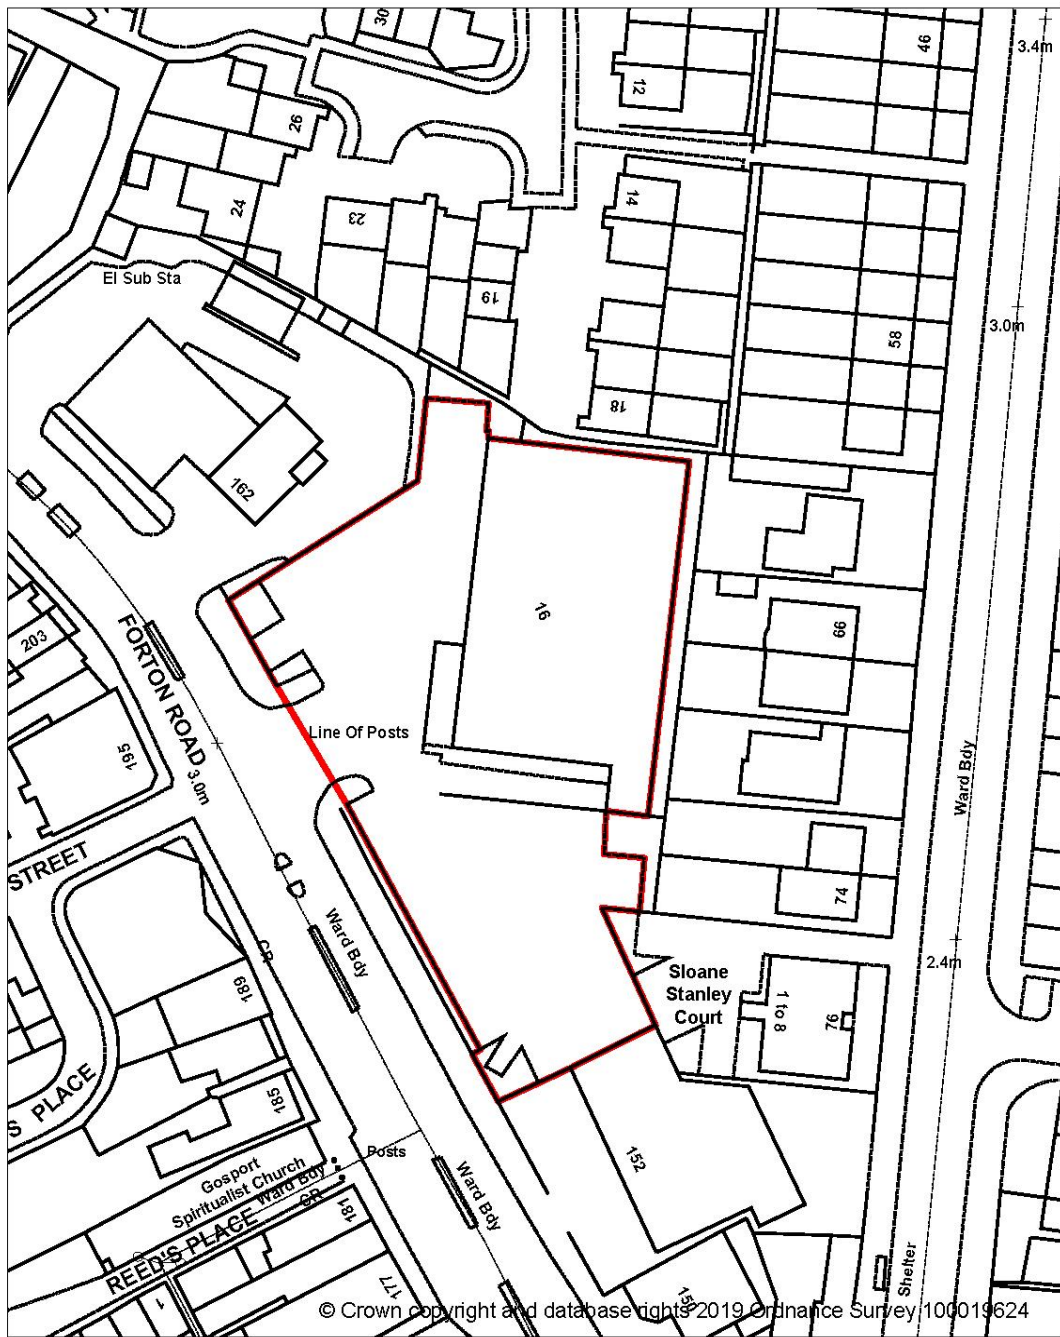 30
46
3.4m
12
26
14
24
23
El Sub Sta
19
3.0m
58
18
162
16
66
203
FORTON ROAD
Line Of Posts
195
3.0m
Ward Bdy
STREET
74
CR
Ward Bdy
2.4m
189
Sloane
Stanley
Court
1 to 8
76
S PLACE
185
Posts
152
Gosport
Spiritualist Church
Ward Bdy
CR
Ward Bdy
REED'S PLACE
181
Shelter
1
177
150
© Crown copyright and database rights 2019 Ordnance Survey 100019624